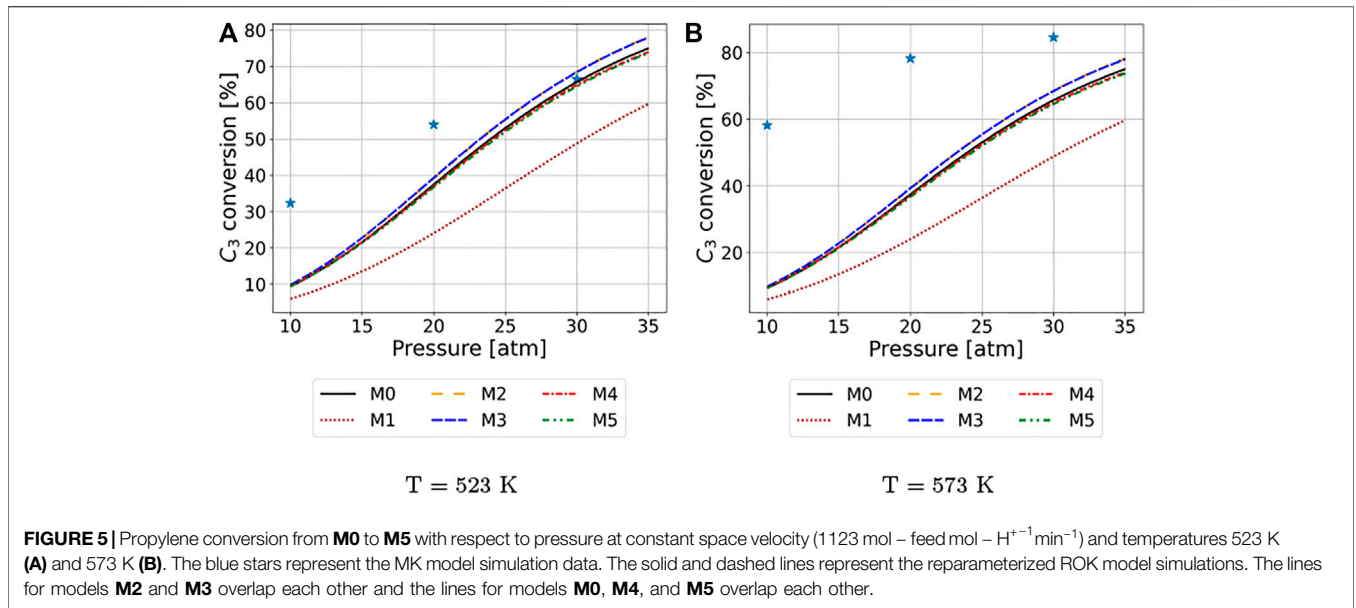 A
C3 conversion [%]
80
70
60
50
40
30
20
10
10 15 20 25 30 35
Pressure [atm]
M0 M2 M4
M1 M3 M5
T = 523 K
B
C3 conversion [%]
80
60
40
20
10 15 20 25 30 35
Pressure [atm]
M0 M2 M4
M1 M3 M5
T = 573 K
FIGURE 5 | Propylene conversion from M0 to M5 with respect to pressure at constant space velocity (1123 mol – feed mol – H⁺⁻¹ min⁻¹) and temperatures 523 K
(A) and 573 K (B). The blue stars represent the MK model simulation data. The solid and dashed lines represent the reparameterized ROK model simulations. The lines
for models M2 and M3 overlap each other and the lines for models M0, M4, and M5 overlap each other.